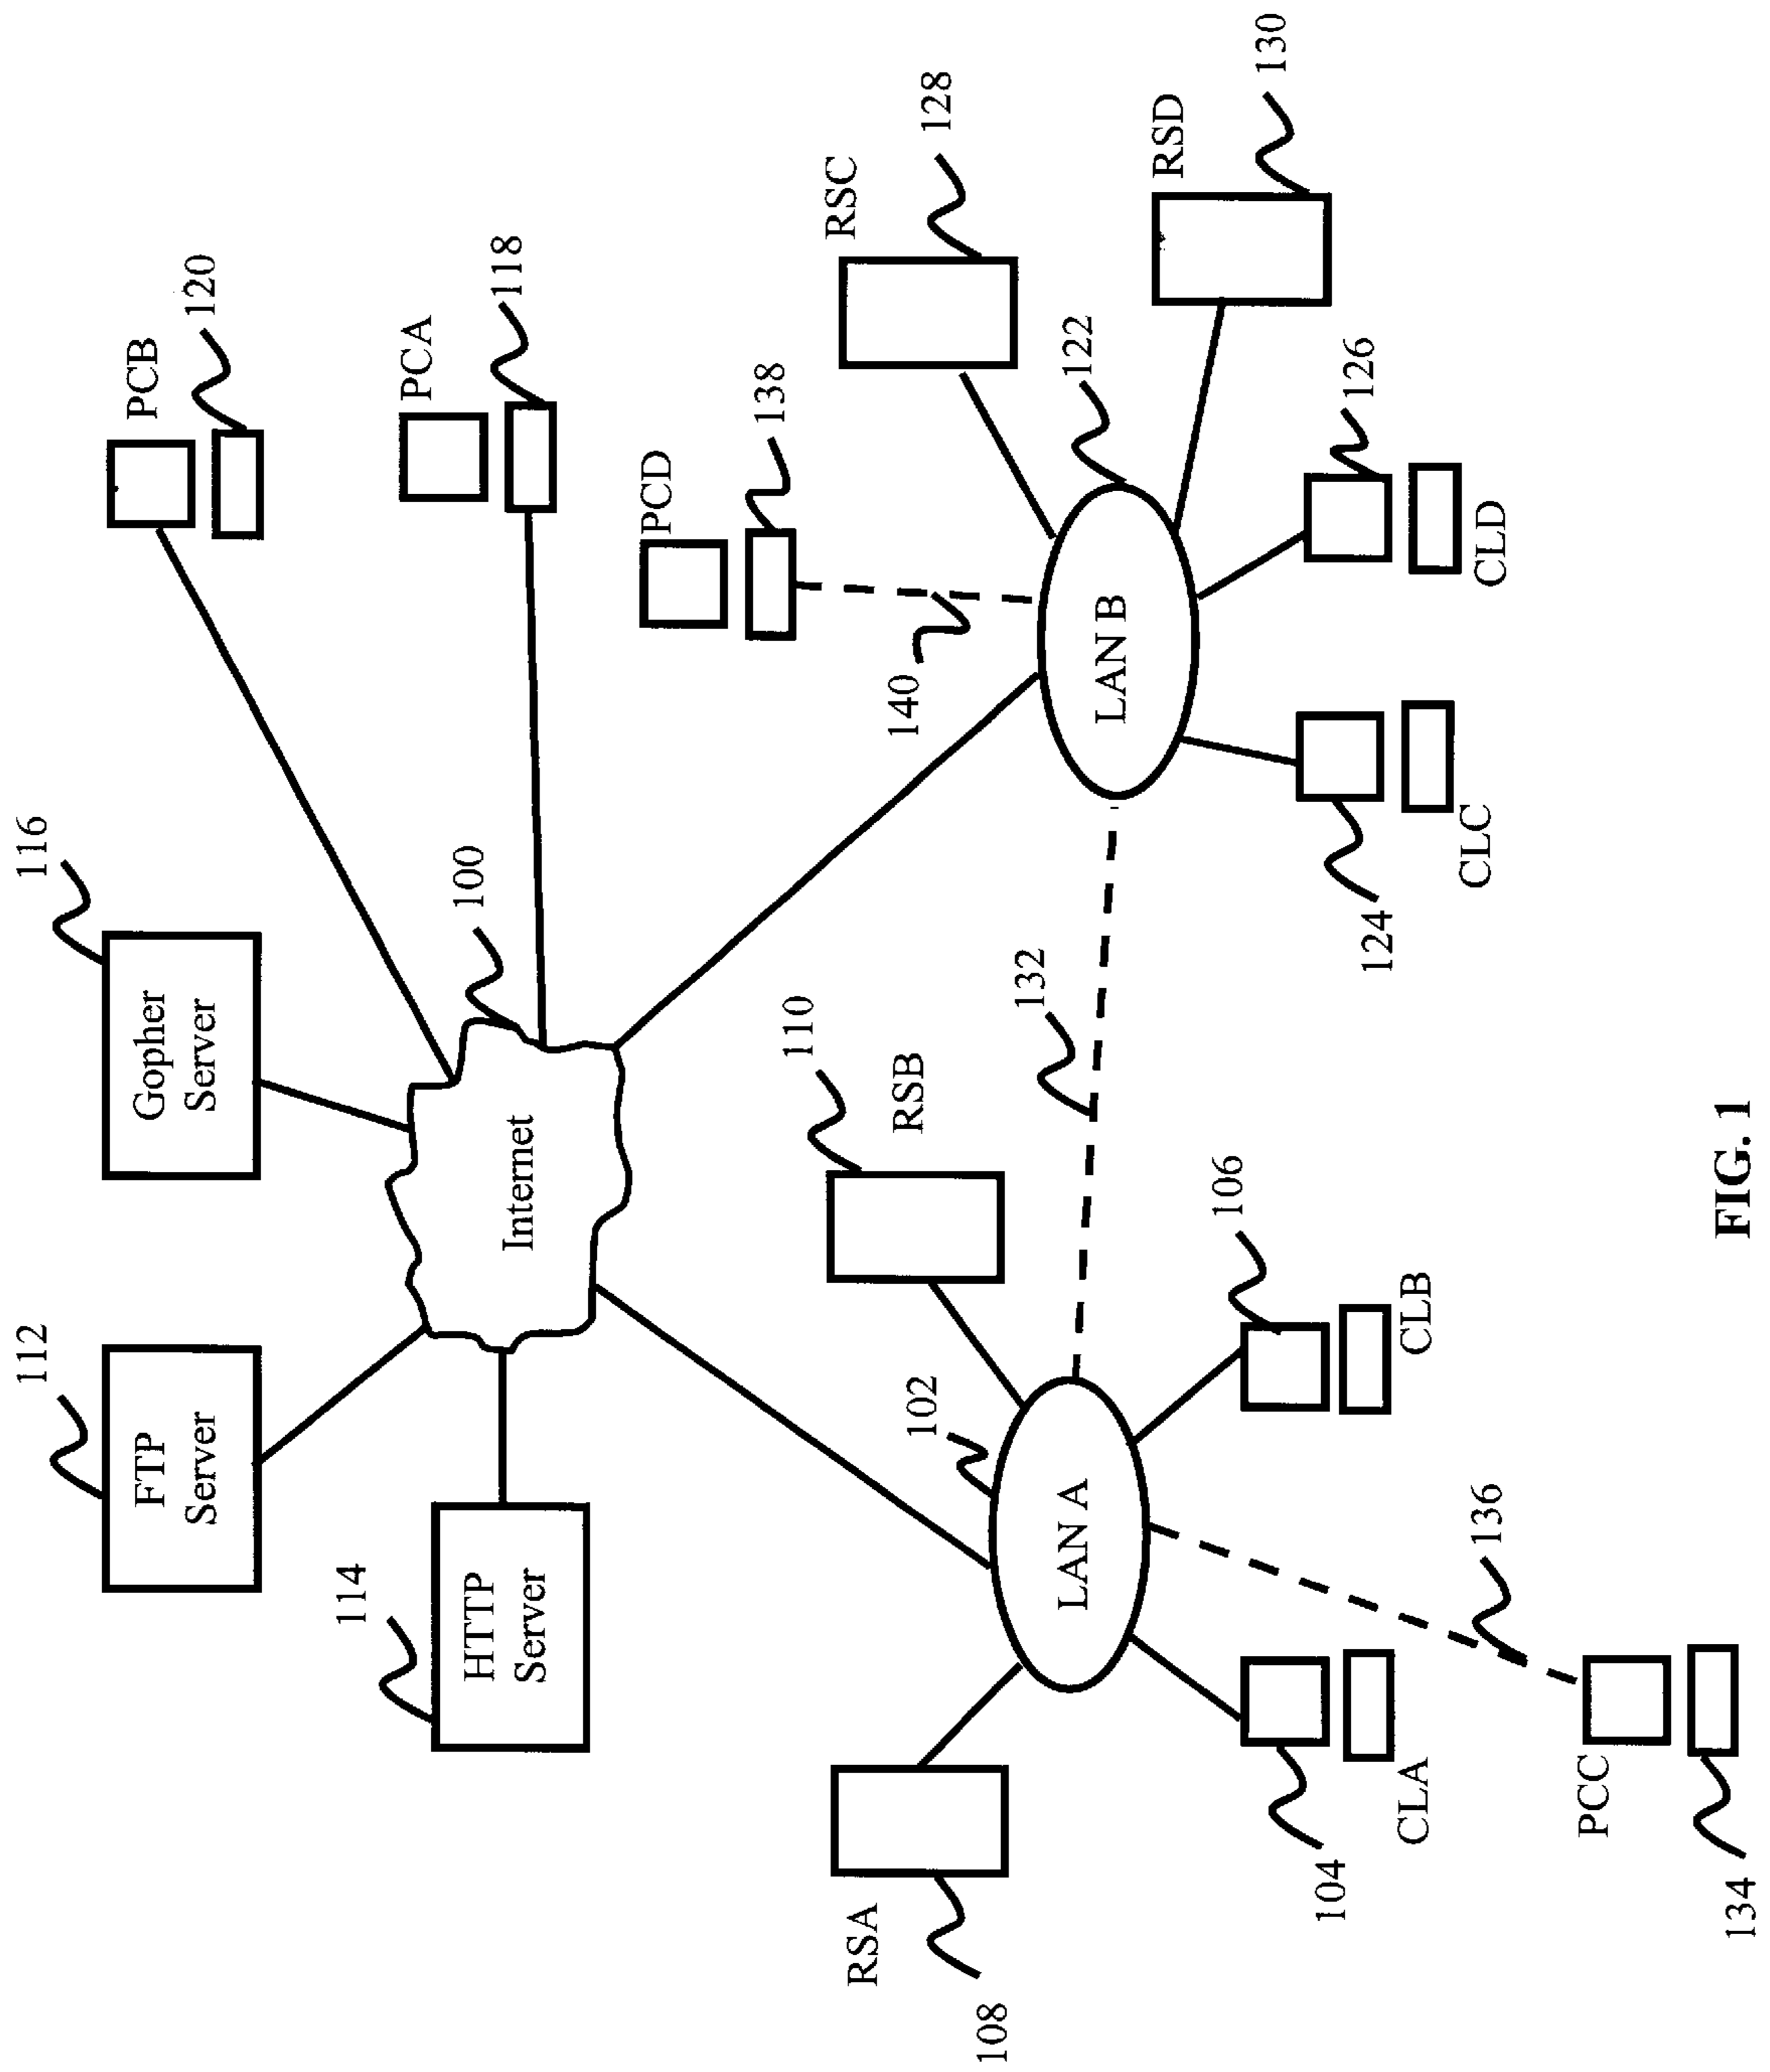 112
FTP
Server
116
Gopher
Server
PCB
120
114
HTTP
Server
Internet
100
PCA
118
PCD
138
RSA
108
102
LAN A
110
RSB
132
140
LAN B
122
RSC
128
RSD
130
104
CLA
106
CLB
124
CLC
126
CLD
136
PCC
134
FIG. 1